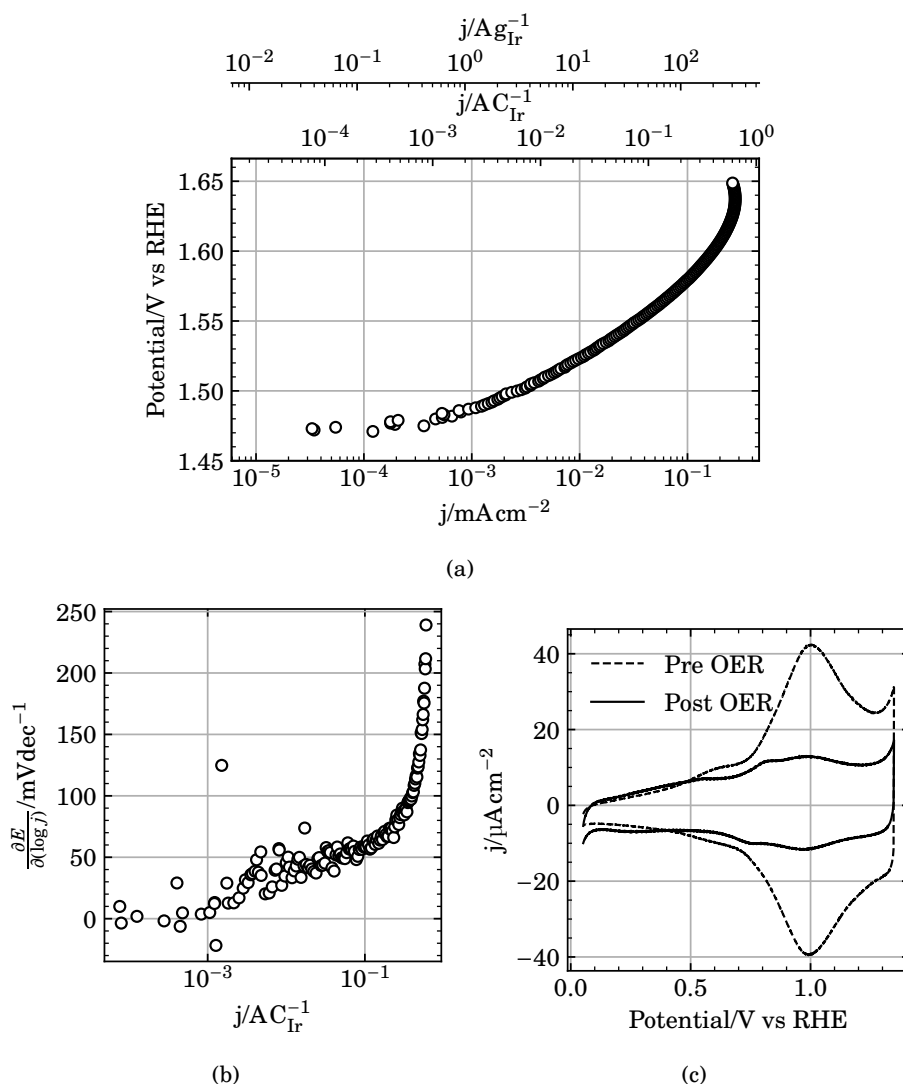 j/Ag_Ir^-1
10^-2 10^-1 10^0 10^1 10^2
j/AC_Ir^-1
10^-4 10^-3 10^-2 10^-1 10^0
1.65
1.60
1.55
1.50
1.45
Potential/V vs RHE
10^-5 10^-4 10^-3 10^-2 10^-1
j/mAcm^-2
(a)
250
200
150
100
50
0
∂E/∂(log j)/mVdec^-1
10^-3 10^-1
j/AC_Ir^-1
(b)
40
20
0
−20
−40
j/μAcm^-2
Pre OER
Post OER
0.0 0.5 1.0
Potential/V vs RHE
(c)